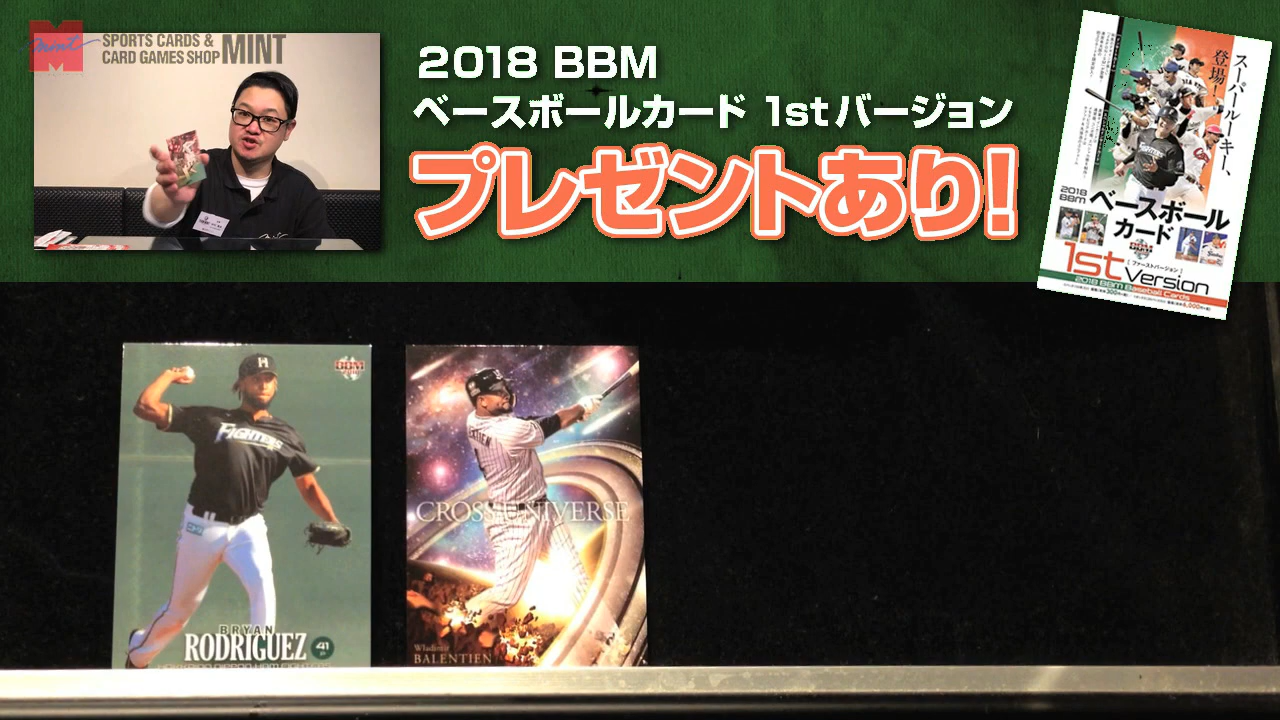 mint
SPORTS CARDS &
CARD GAMES SHOP MINT
2018 BBM
ベースボールカード 1stバージョン
プレゼントあり!
スーパールーキー、
登場!
2018
BBM
ベースボール
カード
1st Version
[ファーストバージョン]
2018 BBM Baseball Cards
BBM
FIGHTERS
BRYAN
RODRIGUEZ 41
CROSS UNIVERSE
Wladimir
BALENTIEN